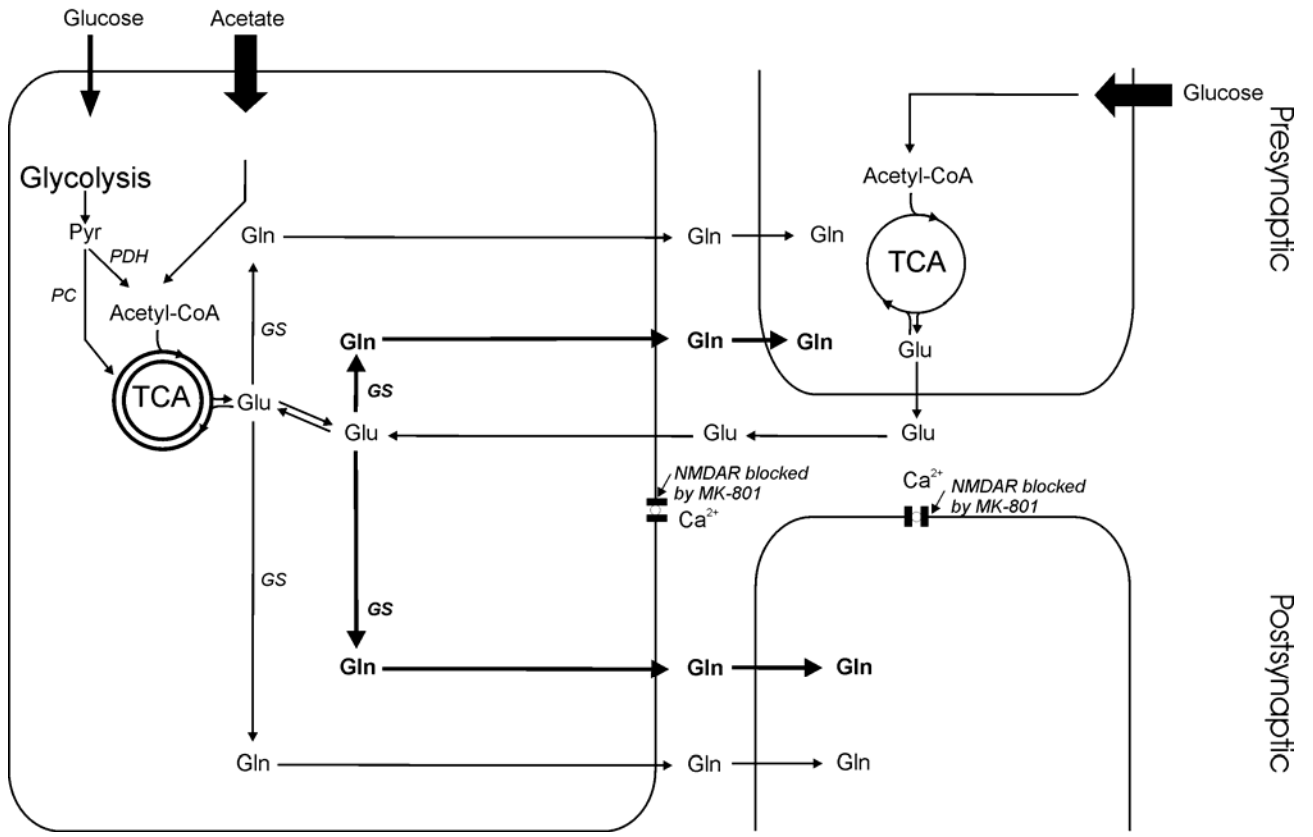 Glucose
Acetate
Glucose
Presynaptic
Glycolysis
Acetyl-CoA
Pyr
PDH
Gln
Gln
Gln
TCA
PC
Acetyl-CoA
GS
Gln
Gln
Gln
Glu
TCA
Glu
GS
Glu
Glu
Glu
NMDAR blocked
by MK-801
Ca2+
Ca2+
NMDAR blocked
by MK-801
GS
GS
Postsynaptic
Gln
Gln
Gln
Gln
Gln
Gln